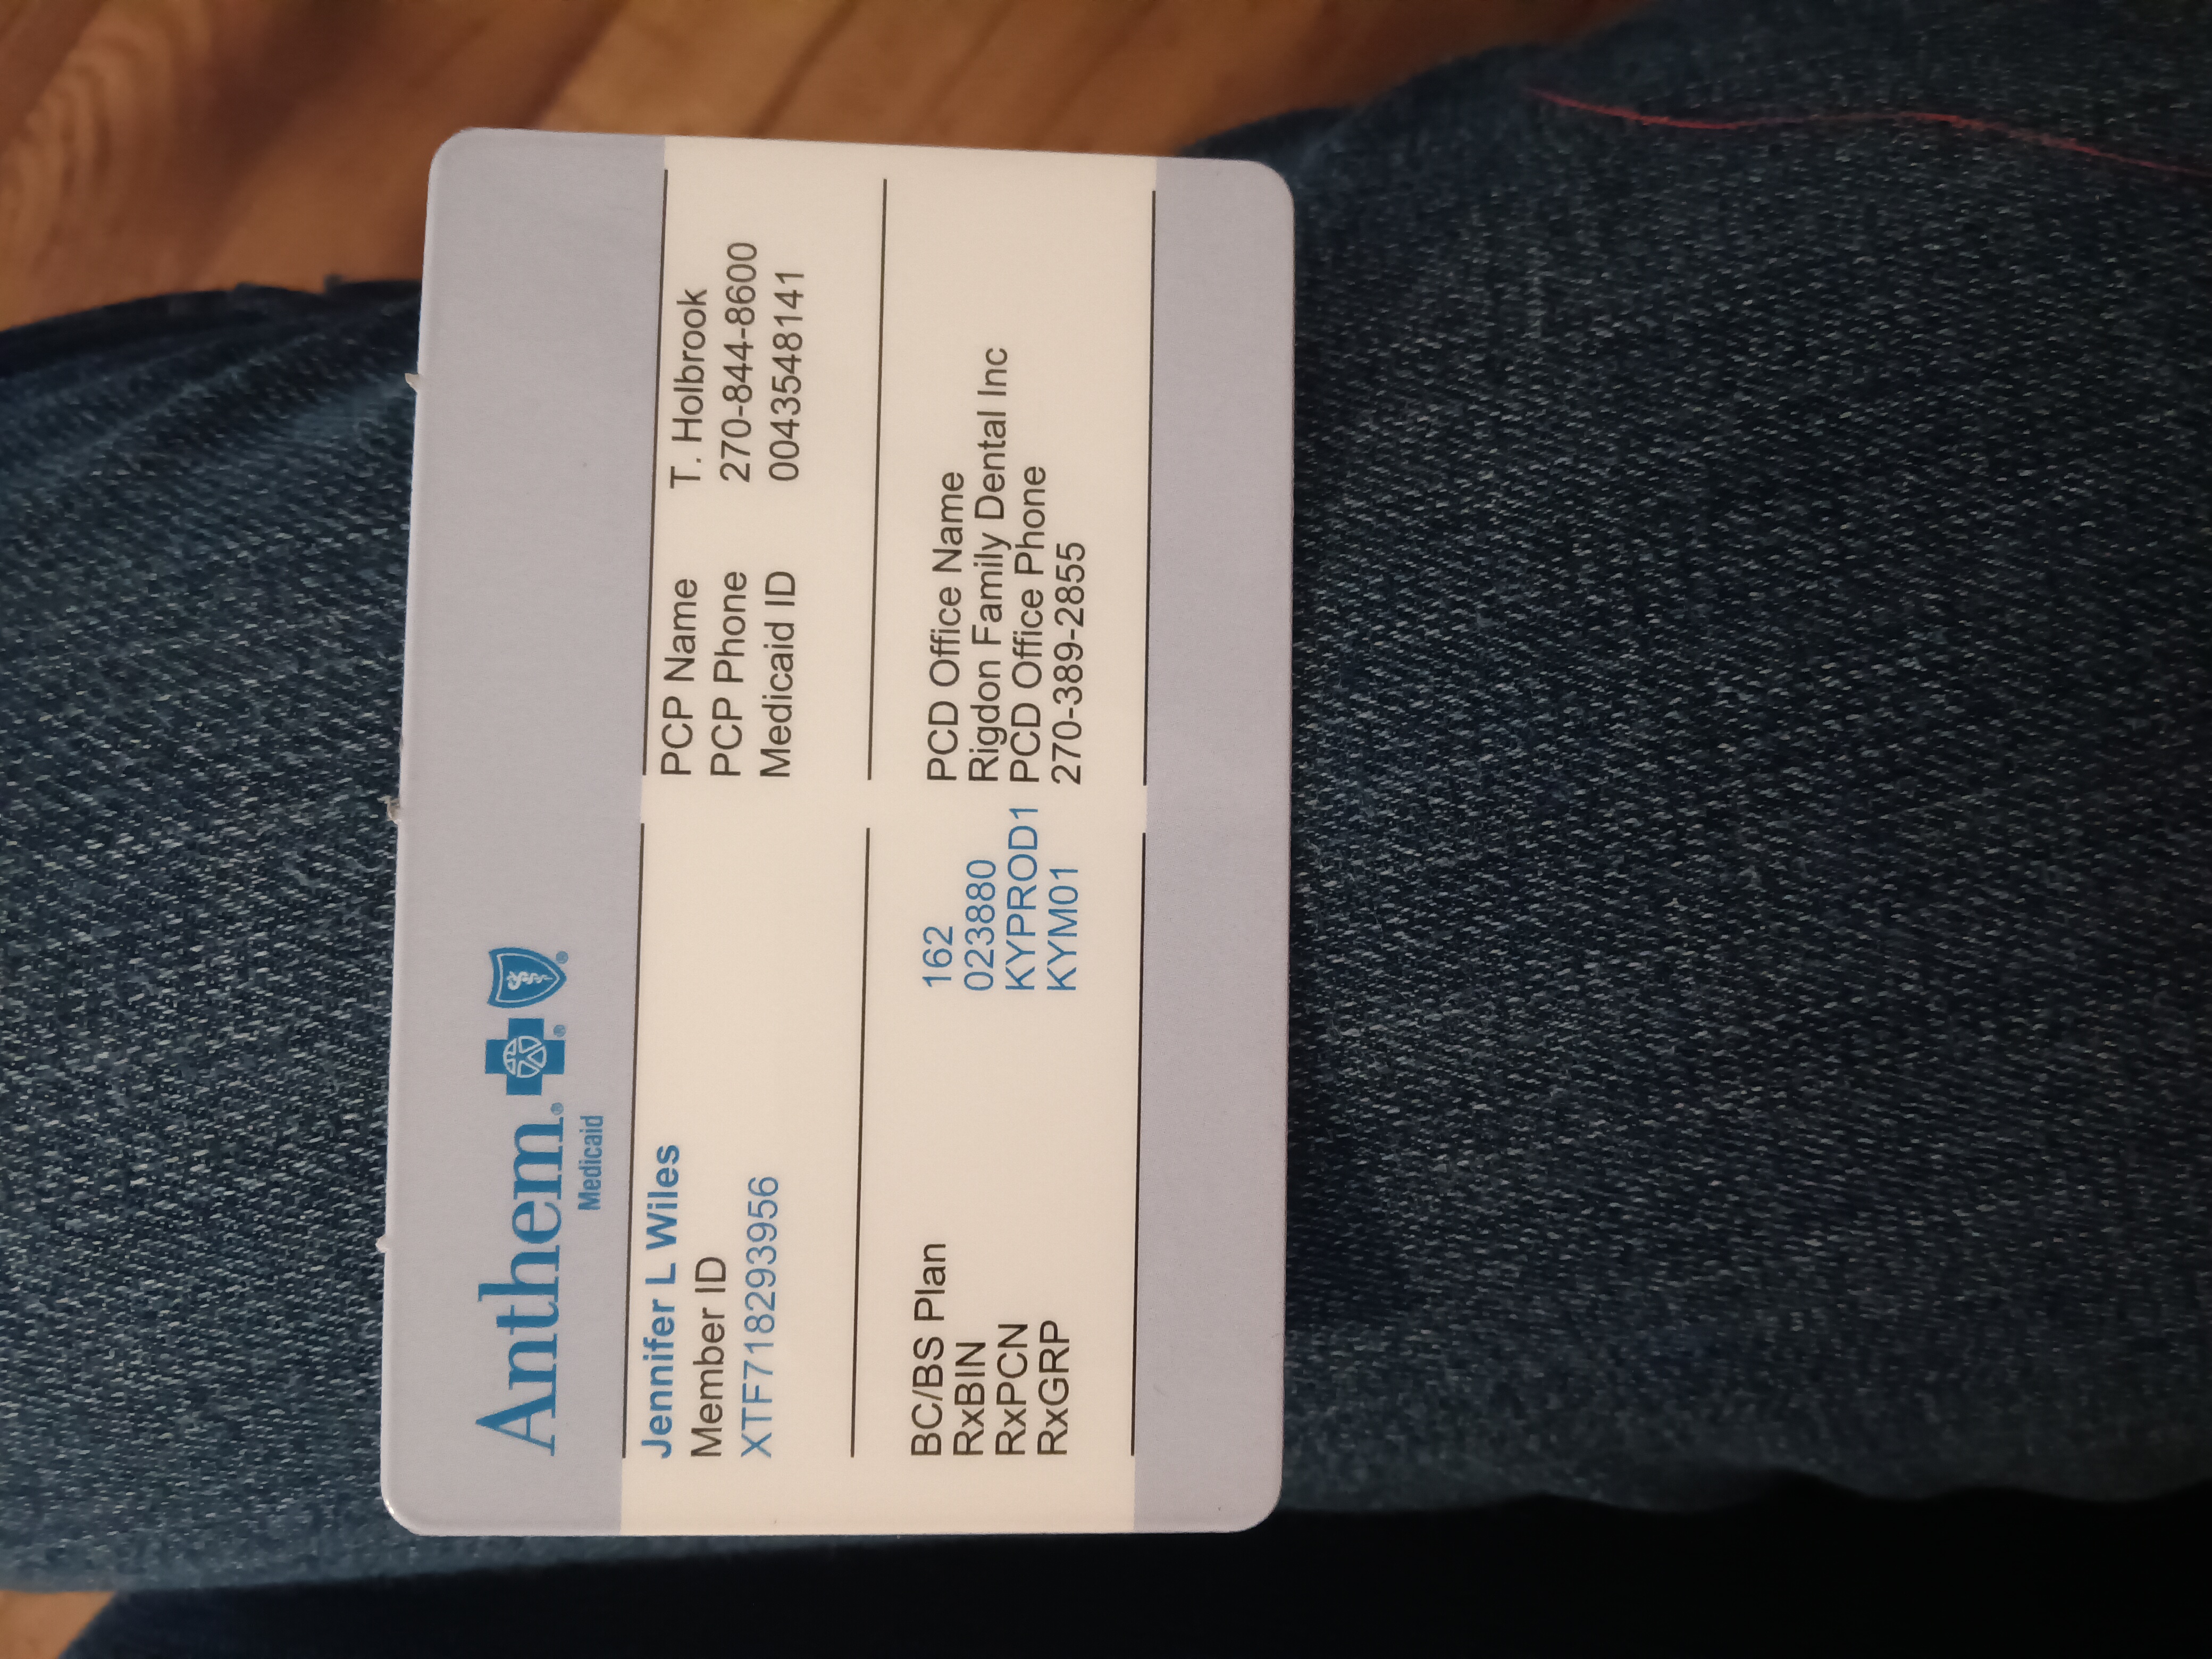 Anthem
Medicaid
Jennifer L Wiles
Member ID
XTF718293956
PCP Name T. Holbrook
PCP Phone 270-844-8600
Medicaid ID 0043548141
BC/BS Plan 162
RxBIN 023880
RxPCN KYPROD1
RxGRP KYM01
PCD Office Name
Rigdon Family Dental Inc
PCD Office Phone
270-389-2855